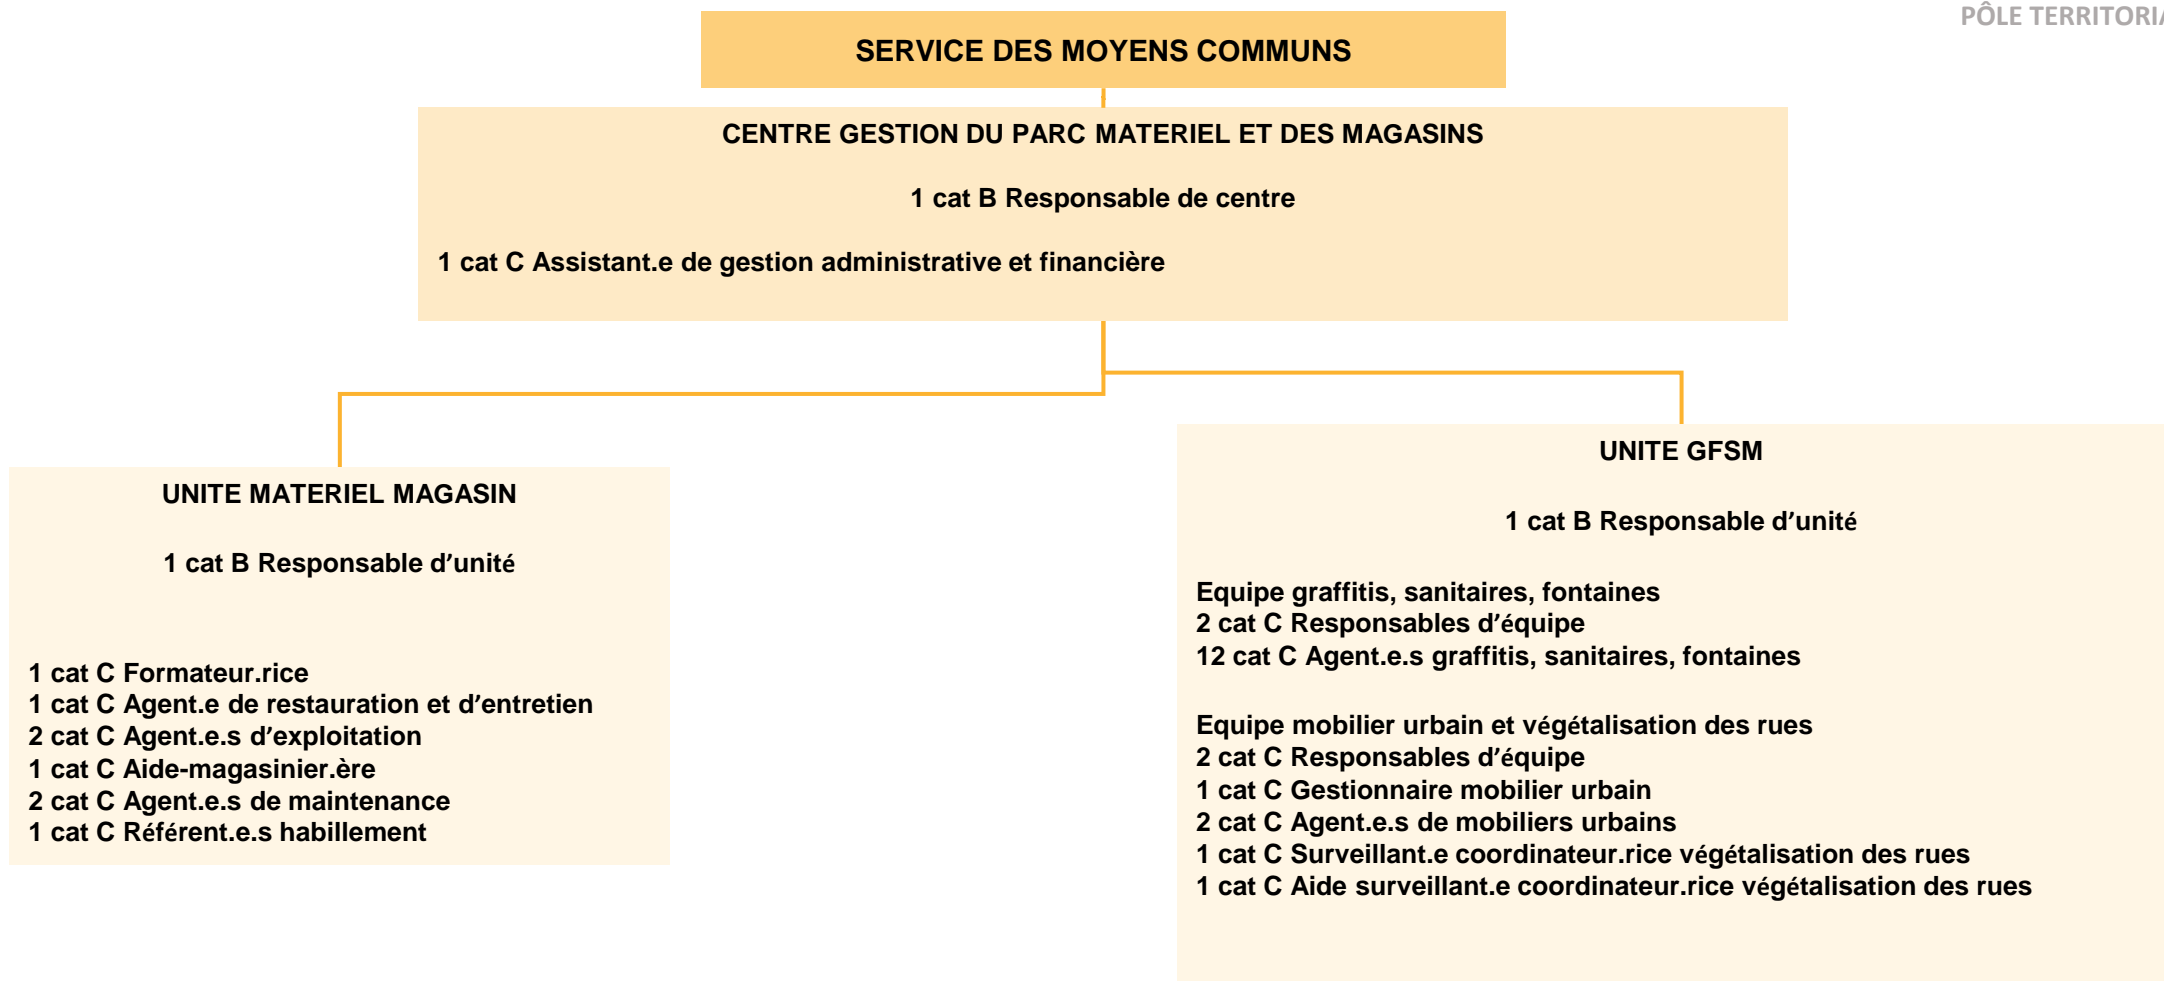 PÔLE TERRITORIA
SERVICE DES MOYENS COMMUNS
CENTRE GESTION DU PARC MATERIEL ET DES MAGASINS
1 cat B Responsable de centre
1 cat C Assistant.e de gestion administrative et financière
UNITE MATERIEL MAGASIN
1 cat B Responsable d’unité
1 cat C Formateur.rice
1 cat C Agent.e de restauration et d’entretien
2 cat C Agent.e.s d’exploitation
1 cat C Aide-magasinier.ère
2 cat C Agent.e.s de maintenance
1 cat C Référent.e.s habillement
UNITE GFSM
1 cat B Responsable d’unité
Equipe graffitis, sanitaires, fontaines
2 cat C Responsables d’équipe
12 cat C Agent.e.s graffitis, sanitaires, fontaines
Equipe mobilier urbain et végétalisation des rues
2 cat C Responsables d’équipe
1 cat C Gestionnaire mobilier urbain
2 cat C Agent.e.s de mobiliers urbains
1 cat C Surveillant.e coordinateur.rice végétalisation des rues
1 cat C Aide surveillant.e coordinateur.rice végétalisation des rues